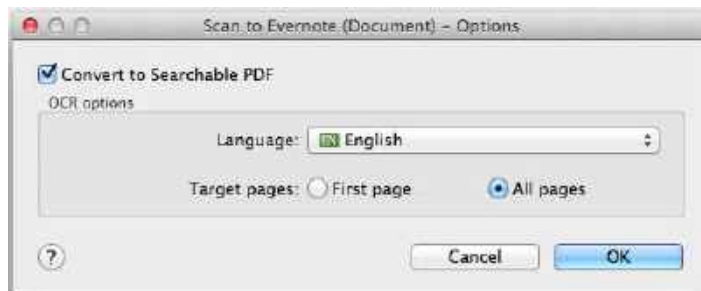 Scan to Evernote (Document) – Options
Convert to Searchable PDF
OCR options
Language: EN English
Target pages: First page All pages
? Cancel OK